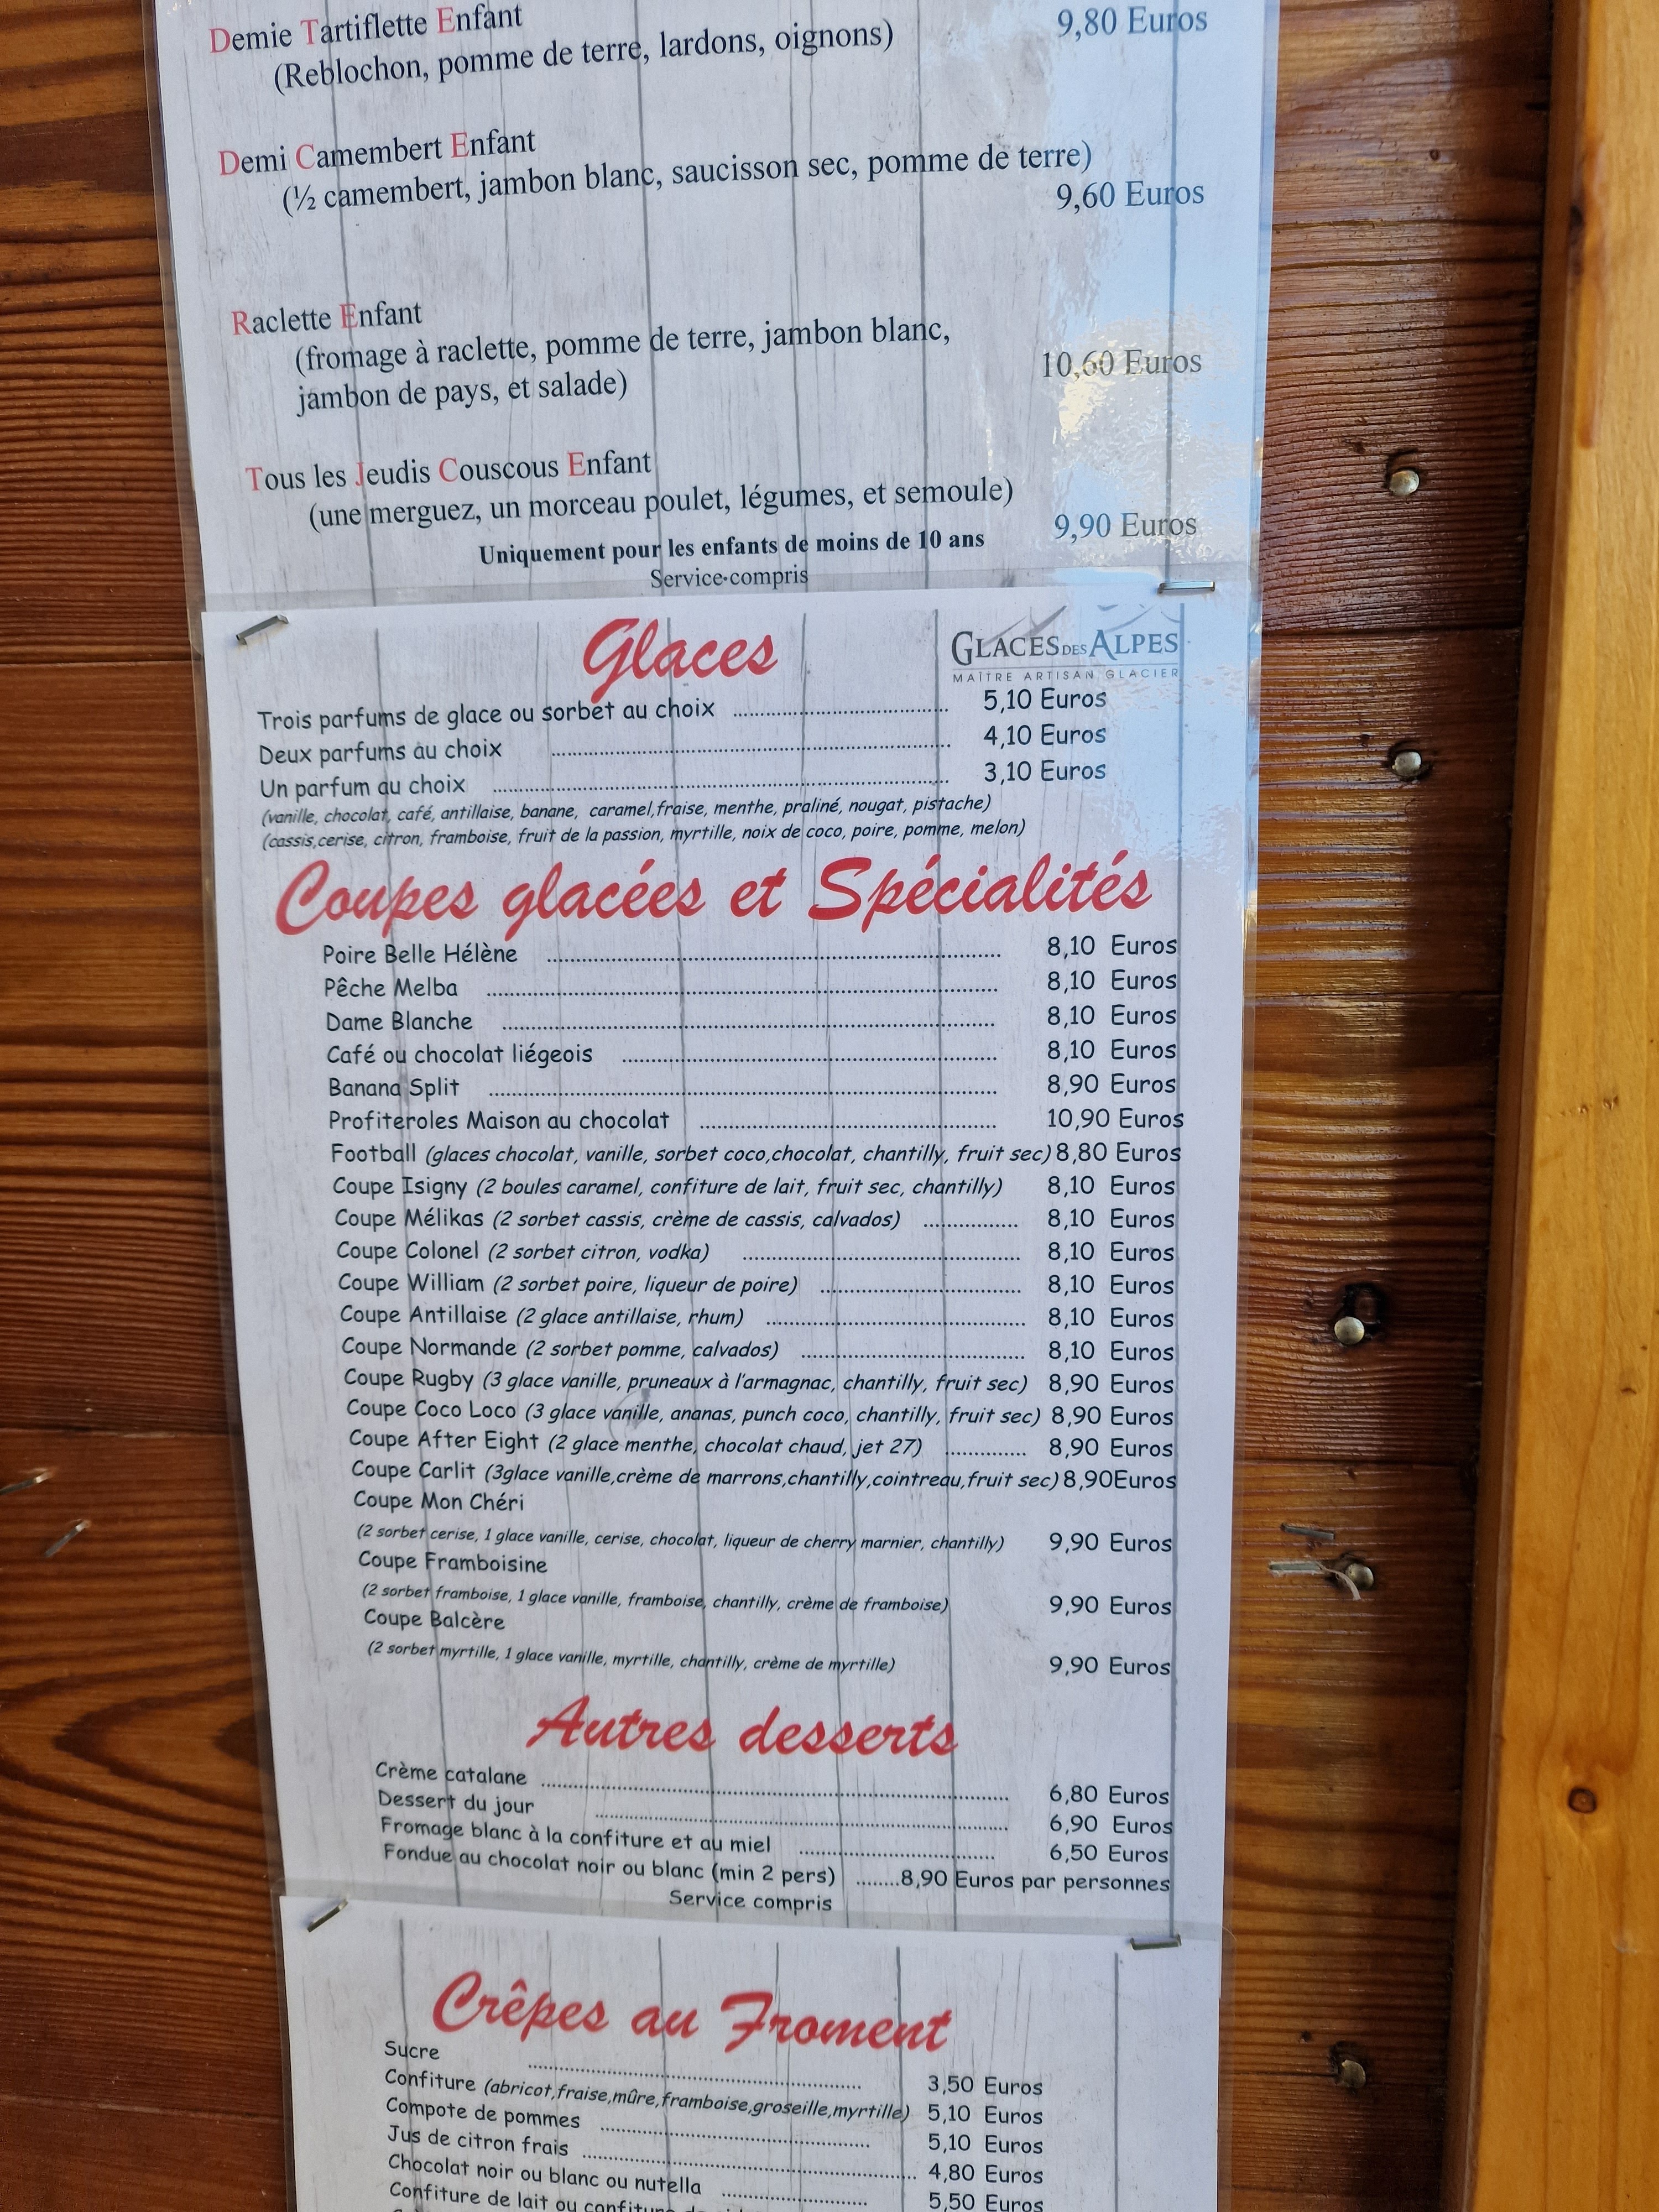 Demie Tartiflette Enfant 9,80 Euros
(Reblochon, pomme de terre, lardons, oignons)
Demi Camembert Enfant
(½ camembert, jambon blanc, saucisson sec, pomme de terre)
9,60 Euros
Raclette Enfant
(fromage à raclette, pomme de terre, jambon blanc,
jambon de pays, et salade) 10,60 Euros
Tous les Jeudis Couscous Enfant
(une merguez, un morceau poulet, légumes, et semoule)
9,90 Euros
Uniquement pour les enfants de moins de 10 ans
Service compris
Glaces
GLACES DES ALPES
MAÎTRE ARTISAN GLACIER
Trois parfums de glace ou sorbet au choix ........ 5,10 Euros
Deux parfums au choix ........ 4,10 Euros
Un parfum au choix ........ 3,10 Euros
(vanille, chocolat, café, antillaise, banane, caramel,fraise, menthe, praliné, nougat, pistache)
(cassis,cerise, citron, framboise, fruit de la passion, myrtille, noix de coco, poire, pomme, melon)
Coupes glacées et Spécialités
Poire Belle Hélène ........ 8,10 Euros
Pêche Melba ........ 8,10 Euros
Dame Blanche ........ 8,10 Euros
Café ou chocolat liégeois ........ 8,10 Euros
Banana Split ........ 8,90 Euros
Profiteroles Maison au chocolat ........ 10,90 Euros
Football (glaces chocolat, vanille, sorbet coco,chocolat, chantilly, fruit sec) 8,80 Euros
Coupe Isigny (2 boules caramel, confiture de lait, fruit sec, chantilly) 8,10 Euros
Coupe Mélikas (2 sorbet cassis, crème de cassis, calvados) ........ 8,10 Euros
Coupe Colonel (2 sorbet citron, vodka) ........ 8,10 Euros
Coupe William (2 sorbet poire, liqueur de poire) ........ 8,10 Euros
Coupe Antillaise (2 glace antillaise, rhum) ........ 8,10 Euros
Coupe Normande (2 sorbet pomme, calvados) ........ 8,10 Euros
Coupe Rugby (3 glace vanille, pruneaux à l'armagnac, chantilly, fruit sec) 8,90 Euros
Coupe Coco Loco (3 glace vanille, ananas, punch coco, chantilly, fruit sec) 8,90 Euros
Coupe After Eight (2 glace menthe, chocolat chaud, jet 27) ........ 8,90 Euros
Coupe Carlit (3glace vanille,crème de marrons,chantilly,cointreau,fruit sec) 8,90Euros
Coupe Mon Chéri
(2 sorbet cerise, 1 glace vanille, cerise, chocolat, liqueur de cherry marnier, chantilly) 9,90 Euros
Coupe Framboisine
(2 sorbet framboise, 1 glace vanille, framboise, chantilly, crème de framboise) 9,90 Euros
Coupe Balcère
(2 sorbet myrtille, 1 glace vanille, myrtille, chantilly, crème de myrtille) 9,90 Euros
Autres desserts
Crème catalane ........ 6,80 Euros
Dessert du jour ........ 6,90 Euros
Fromage blanc à la confiture et au miel ........ 6,50 Euros
Fondue au chocolat noir ou blanc (min 2 pers) ........8,90 Euros par personnes
Service compris
Crêpes au Froment
Sucre ........ 3,50 Euros
Confiture (abricot,fraise,mûre,framboise,groseille,myrtille) 5,10 Euros
Compote de pommes ........ 5,10 Euros
Jus de citron frais ........ 4,80 Euros
Chocolat noir ou blanc ou nutella ........ 5,50 Euros
Confiture de lait ou